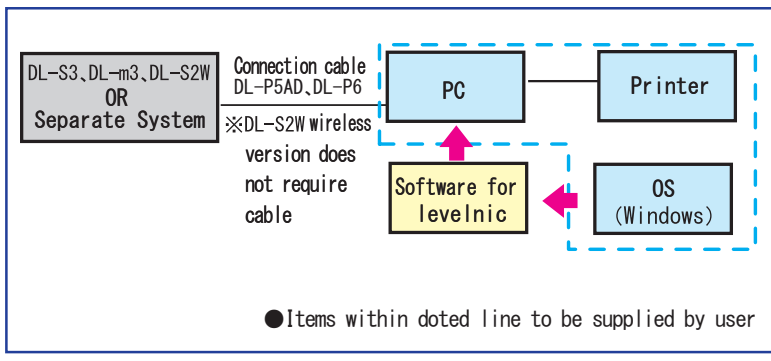 DL-S3、DL-m3、DL-S2W
OR
Separate System
Connection cable
DL-P5AD、DL-P6
※DL-S2W wireless
version does
not require
cable
PC
Printer
Software for
levelnic
OS
(Windows)
●Items within doted line to be supplied by user